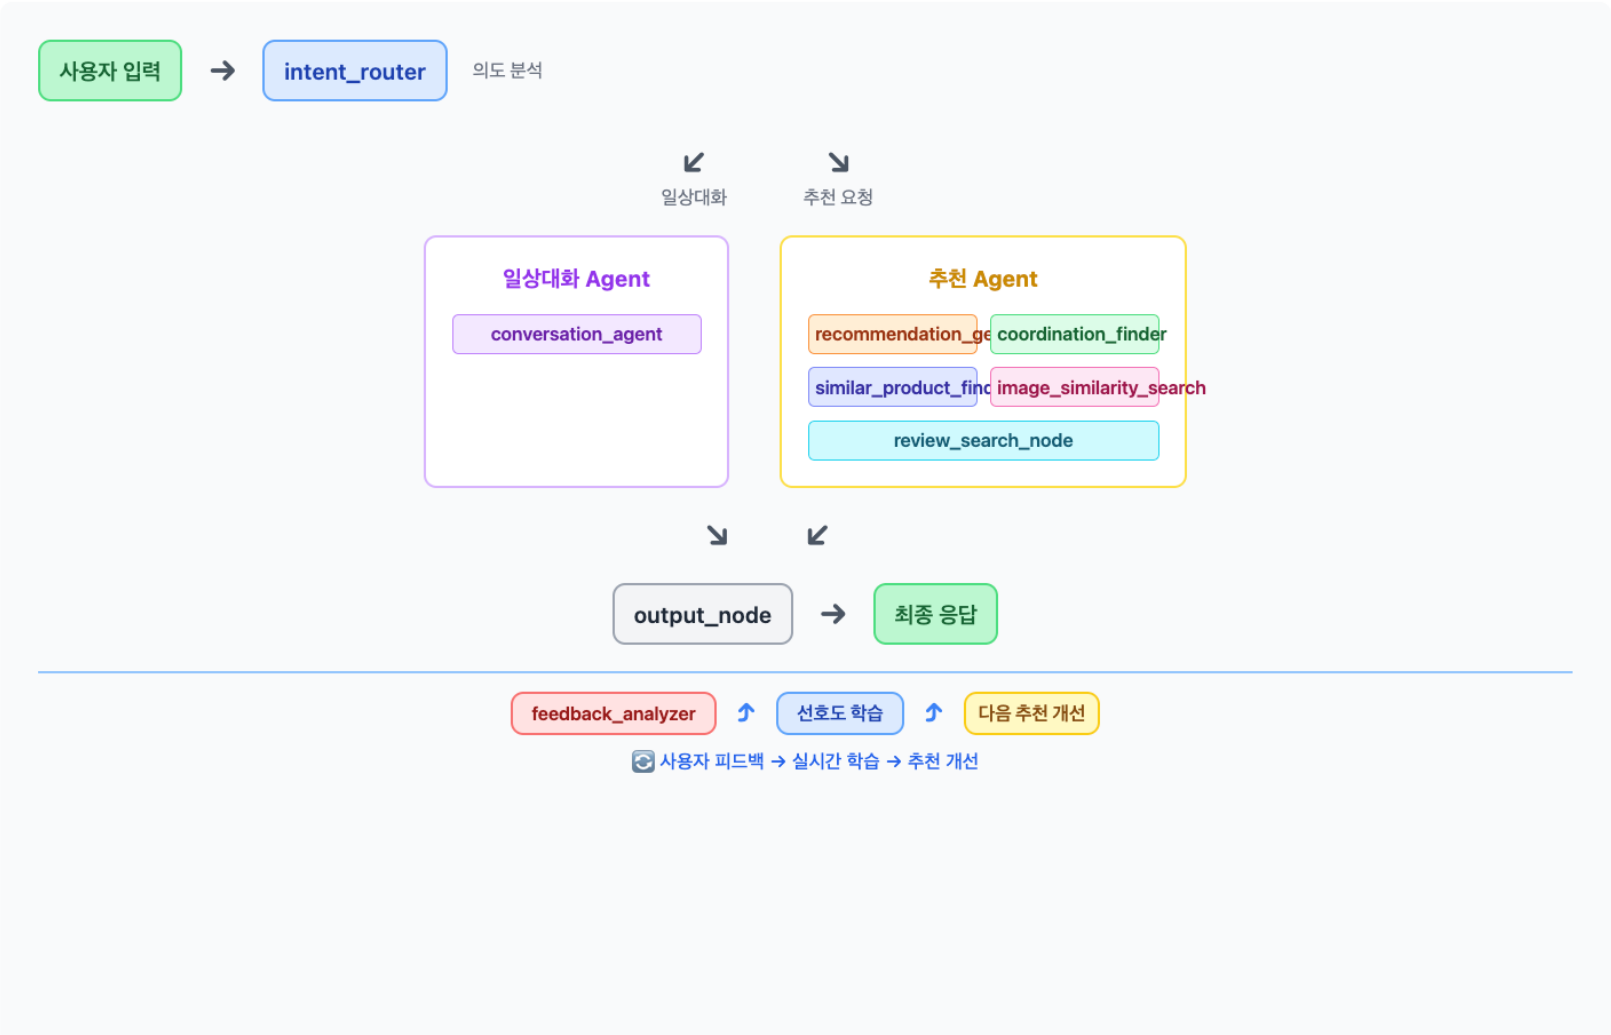 사용자 입력 → intent_router 의도 분석
↙ ↘
일상대화 추천 요청
일상대화 Agent
conversation_agent
추천 Agent
recommendation_ge
coordination_finder
similar_product_finc
image_similarity_search
review_search_node
↘ ↙
output_node → 최종 응답
feedback_analyzer ⤴ 선호도 학습 ⤴ 다음 추천 개선
🔄 사용자 피드백 → 실시간 학습 → 추천 개선